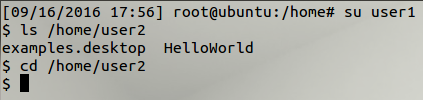 [09/16/2016 17:56] root@ubuntu:/home# su user1
$ ls /home/user2
examples.desktop  HelloWorld
$ cd /home/user2
$